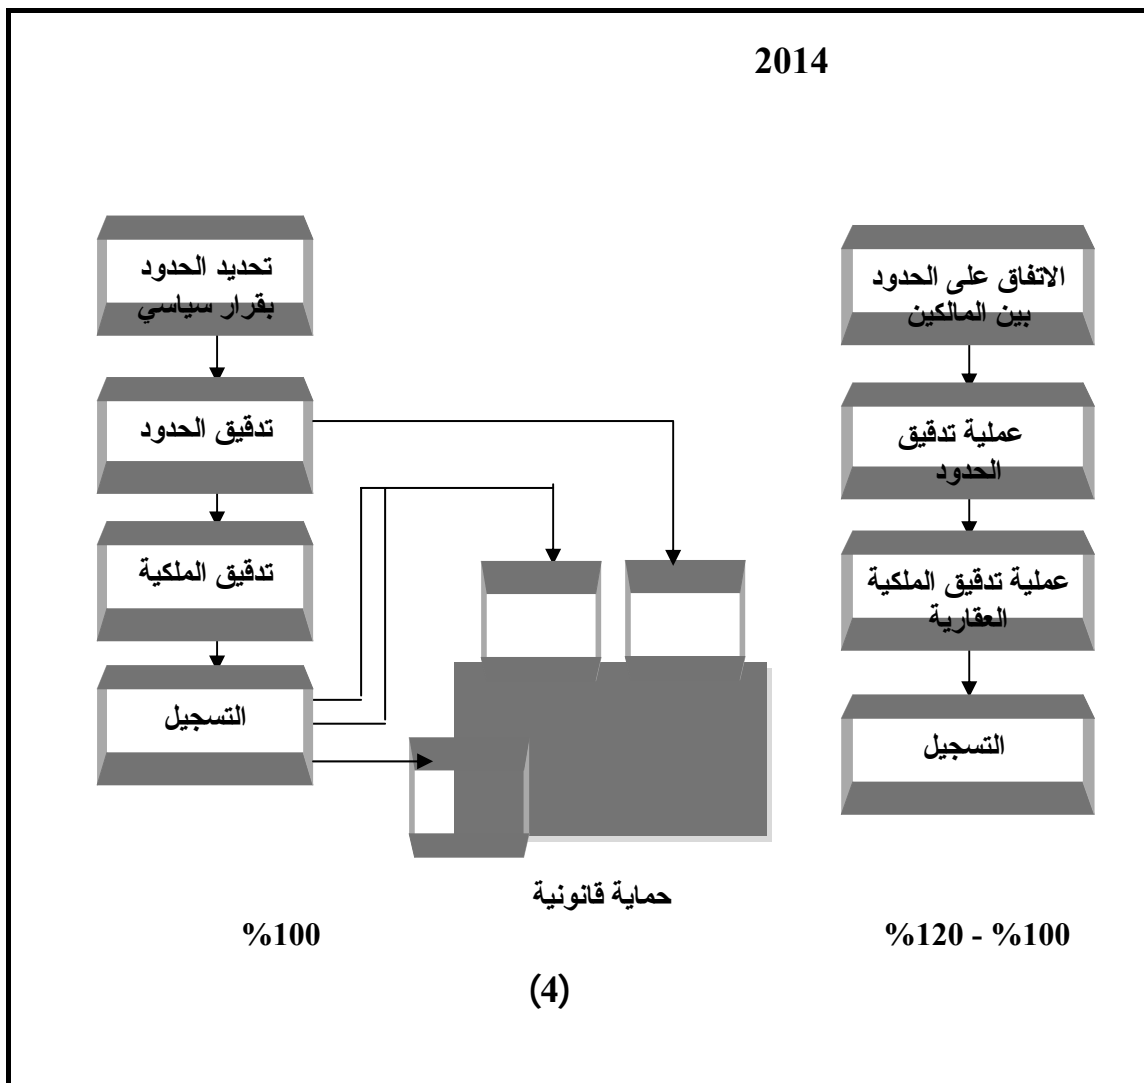 2014
الاتفاق على الحدود
بين المالكين
عملية تدقيق
الحدود
عملية تدقيق الملكية
العقارية
التسجيل
%120 - %100
تحديد الحدود
بقرار سياسي
تدقيق الحدود
تدقيق الملكية
التسجيل
حماية قانونية
%100
(4)